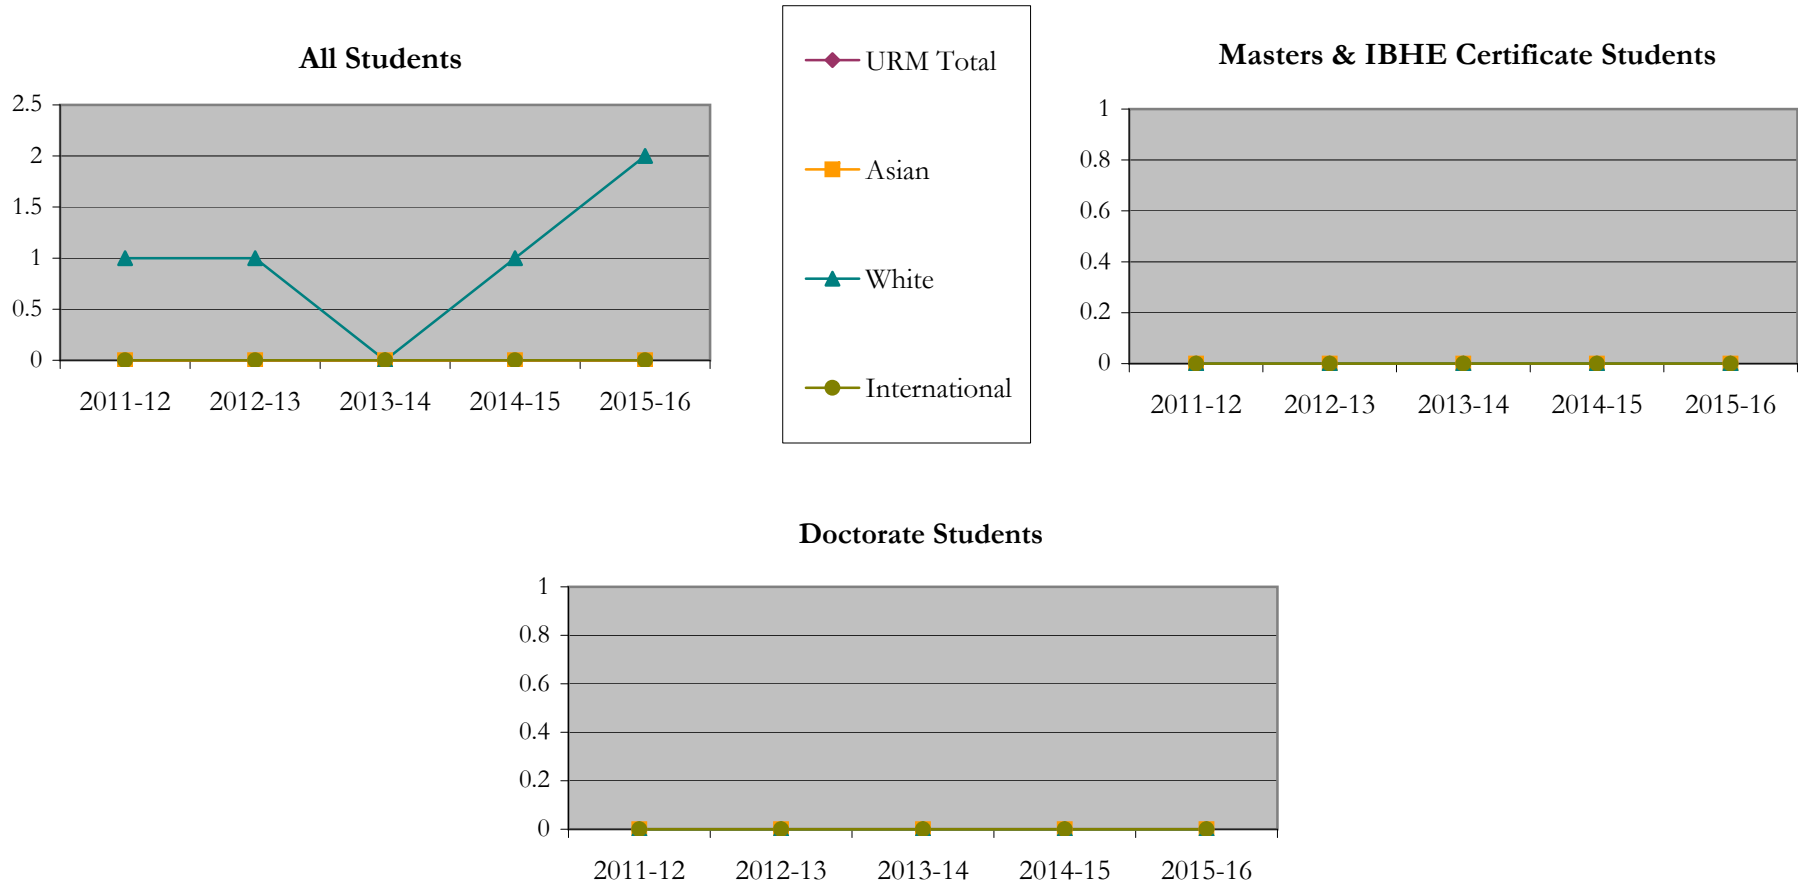 All Students
2.5
2
1.5
1
0.5
0
2011-12 2012-13 2013-14 2014-15 2015-16
URM Total
Asian
White
International
Masters & IBHE Certificate Students
1
0.8
0.6
0.4
0.2
0
2011-12 2012-13 2013-14 2014-15 2015-16
Doctorate Students
1
0.8
0.6
0.4
0.2
0
2011-12 2012-13 2013-14 2014-15 2015-16